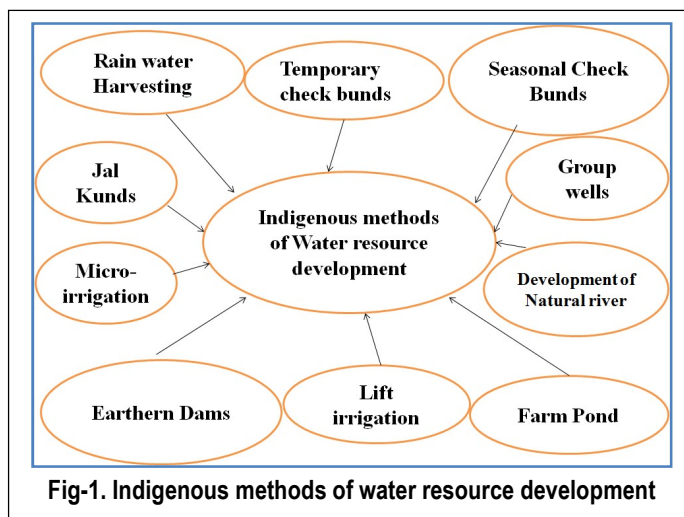 Rain water
Harvesting
Temporary
check bunds
Seasonal Check
Bunds
Jal
Kunds
Group
wells
Indigenous methods
of Water resource
development
Micro-
irrigation
Development of
Natural river
Earthern Dams
Lift
irrigation
Farm Pond
Fig-1. Indigenous methods of water resource development